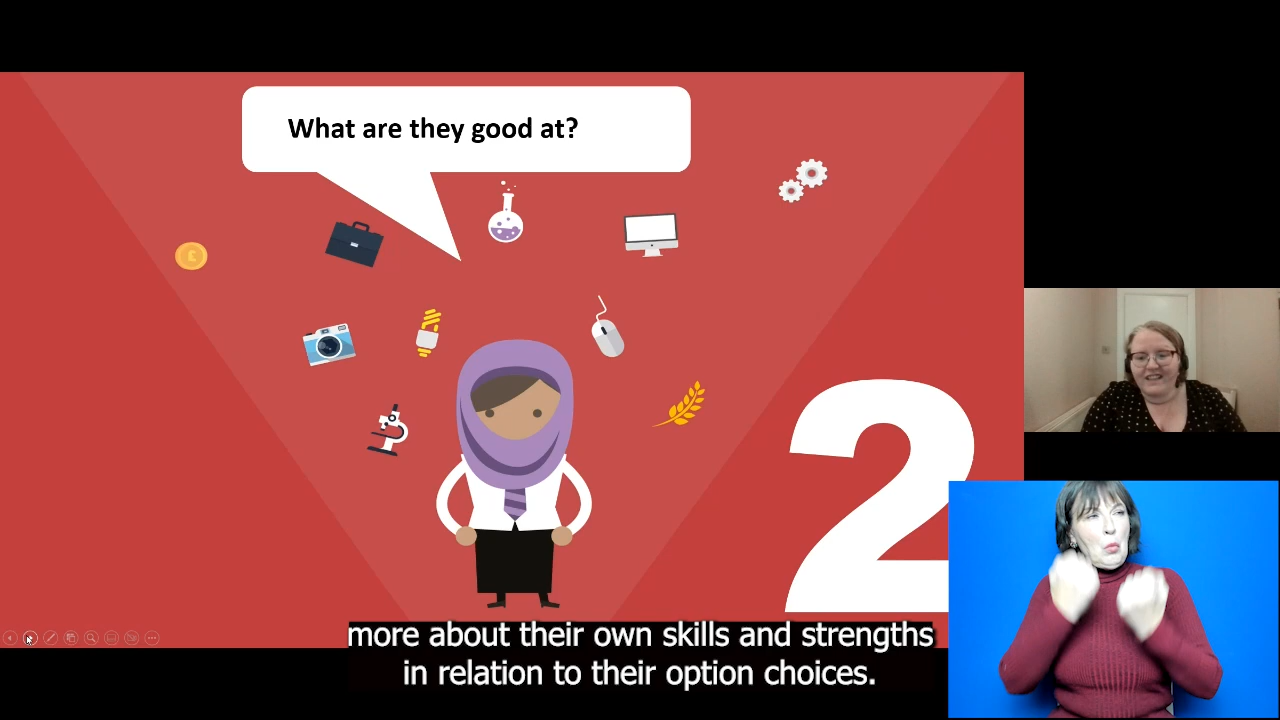 What are they good at?
£
2
more about their own skills and strengths
in relation to their option choices.